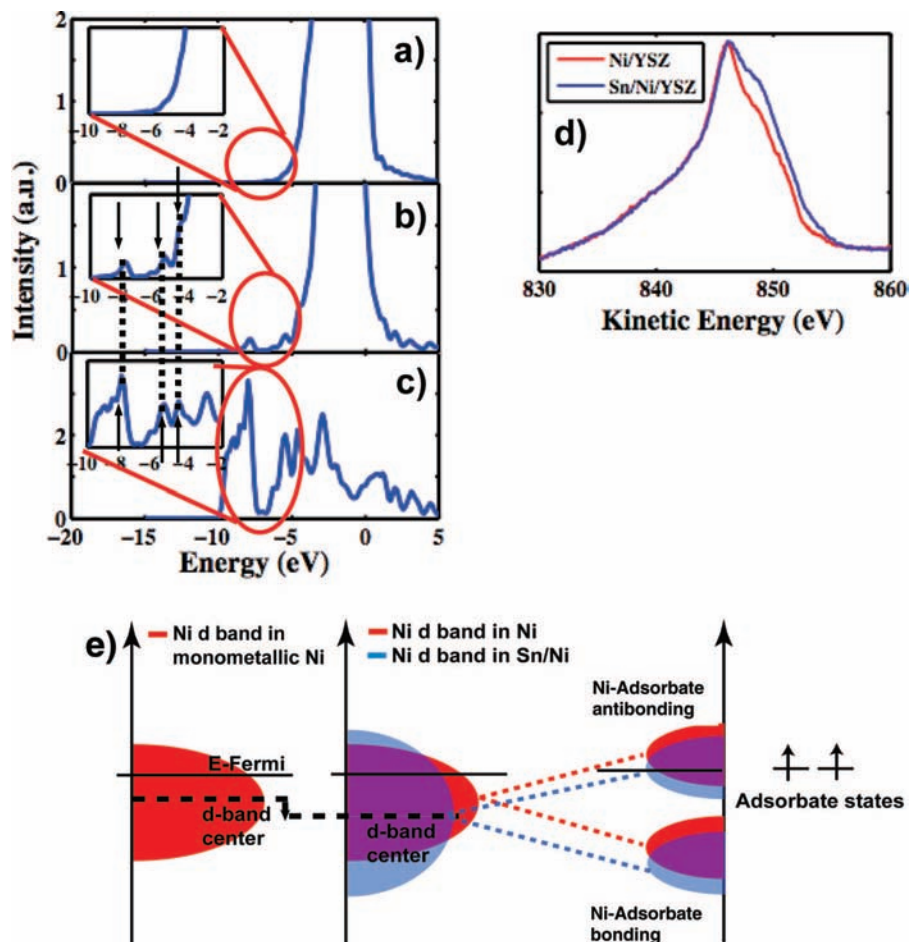 2
a)
1
−10 −8 −6 −4 −2
0
b)
1
−10 −8 −6 −4 −2
0
c)
2
−10 −8 −6 −4 −2
0
−20 −15 −10 −5 0 5
Energy (eV)
Intensity (a.u.)
Ni/YSZ
Sn/Ni/YSZ
d)
830 840 850 860
Kinetic Energy (eV)
e)
Ni d band in
monometallic Ni
Ni d band in Ni
Ni d band in Sn/Ni
E-Fermi
d-band
center
d-band
center
Ni-Adsorbate
antibonding
Adsorbate states
Ni-Adsorbate
bonding